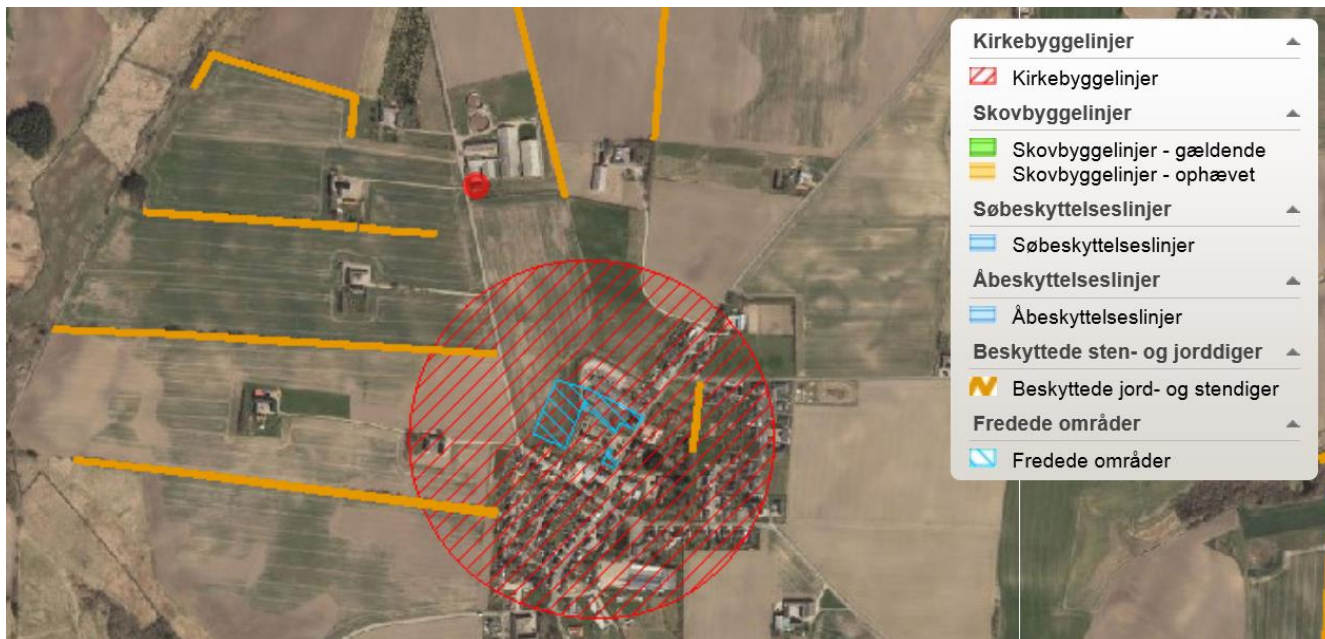 Kirkebyggelinjer
Kirkebyggelinjer
Skovbyggelinjer
Skovbyggelinjer - gældende
Skovbyggelinjer - ophævet
Søbeskyttelseslinjer
Søbeskyttelseslinjer
Åbeskyttelseslinjer
Åbeskyttelseslinjer
Beskyttede sten- og jorddiger
Beskyttede jord- og stendiger
Fredede områder
Fredede områder